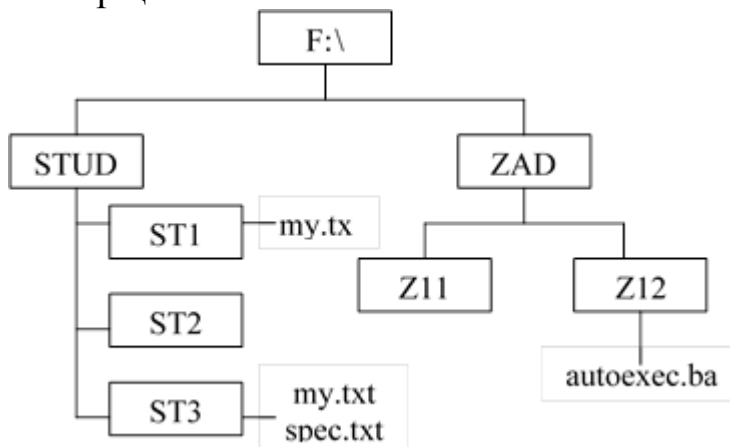 F:\
STUD
ZAD
ST1
my.tx
Z11
Z12
ST2
autoexec.ba
ST3
my.txt
spec.txt